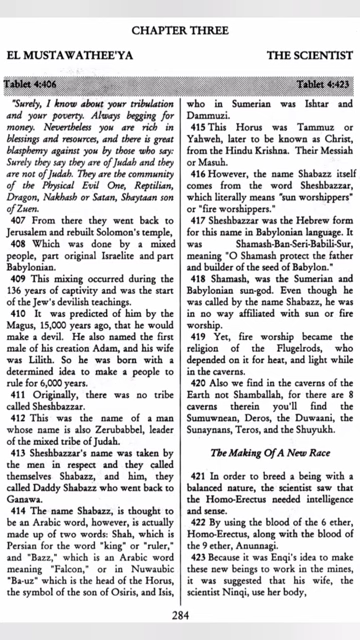 CHAPTER THREE
EL MUSTAWATHEE'YA THE SCIENTIST
Tablet 4:406 Tablet 4:423
"Surely, I know about your tribulation
and your poverty. Always begging for
money. Nevertheless you are rich in
blessings and resources, and there is great
blasphemy against you by those who say:
Surely they say they are of Judah and they
are not of Judah. They are the community
of the Physical Evil One, Reptilian,
Dragon, Nakhash or Satan, Shaytaan son
of Zuen.
407 From there they went back to
Jerusalem and rebuilt Solomon's temple,
408 Which was done by a mixed
people, part original Israelite and part
Babylonian.
409 This mixing occurred during the
136 years of captivity and was the start
of the Jew's devilish teachings.
410 It was predicted of him by the
Magus, 15,000 years ago, that he would
make a devil. He also named the first
male of his creation Adam, and his wife
was Lilith. So he was born with a
determined idea to make a people to
rule for 6,000 years.
411 Originally, there was no tribe
called Sheshbazzar.
412 This was the name of a man
whose name is also Zerubabbel, leader
of the mixed tribe of Judah.
413 Sheshbazzar's name was taken by
the men in respect and they called
themselves Shabazz, and him, they
called Daddy Shabazz who went back to
Ganawa.
414 The name Shabazz, is thought to
be an Arabic word, however, is actually
made up of two words: Shah, which is
Persian for the word "king" or "ruler,"
and "Bazz," which is an Arabic word
meaning "Falcon," or in Nuwaubic
"Ba-uz" which is the head of the Horus,
the symbol of the son of Osiris, and Isis,
who in Sumerian was Ishtar and
Dammuzi.
415 This Horus was Tammuz or
Yahweh, later to be known as Christ,
from the Hindu Krishna. Their Messiah
or Masuh.
416 However, the name Shabazz itself
comes from the word Sheshbazzar,
which literally means "sun worshippers"
or "fire worshippers."
417 Sheshbazzar was the Hebrew form
for this name in Babylonian language. It
was Shamash-Ban-Seri-Babili-Sur,
meaning "O Shamash protect the father
and builder of the seed of Babylon."
418 Shamash, was the Sumerian and
Babylonian sun-god. Even though he
was called by the name Shabazz, he was
in no way affiliated with sun or fire
worship.
419 Yet, fire worship became the
religion of the Flugelrods, who
depended on it for heat, and light while
in the caverns.
420 Also we find in the caverns of the
Earth not Shamballah, for there are 8
caverns therein you'll find the
Sumuwnean, Deros, the Duwaani, the
Sunaynans, Teros, and the Shuyukh.
The Making Of A New Race
421 In order to breed a being with a
balanced nature, the scientist saw that
the Homo-Erectus needed intelligence
and sense.
422 By using the blood of the 6 ether,
Homo-Erectus, along with the blood of
the 9 ether, Anunnagi.
423 Because it was Enqi's idea to make
these new beings to work in the mines,
it was suggested that his wife, the
scientist Ninqi, use her body,
284